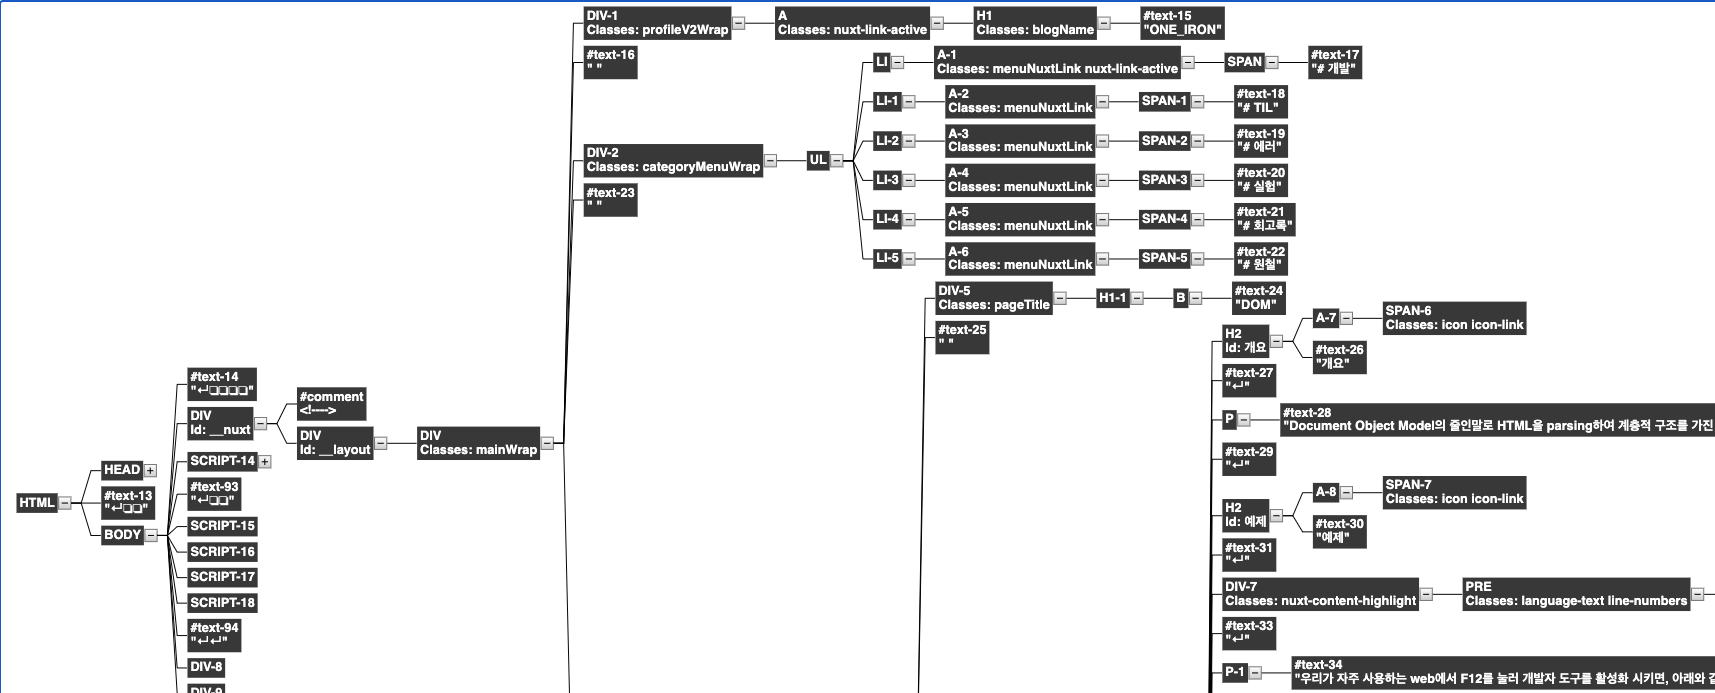 DIV-1
Classes: profileV2Wrap
A
Classes: nuxt-link-active
H1
Classes: blogName
#text-15
"ONE_IRON"
#text-16
" "
LI
A-1
Classes: menuNuxtLink nuxt-link-active
SPAN
#text-17
"# 개발"
LI-1
A-2
Classes: menuNuxtLink
SPAN-1
#text-18
"# TIL"
LI-2
A-3
Classes: menuNuxtLink
SPAN-2
#text-19
"# 에러"
DIV-2
Classes: categoryMenuWrap
UL
LI-3
A-4
Classes: menuNuxtLink
SPAN-3
#text-20
"# 실험"
#text-23
" "
LI-4
A-5
Classes: menuNuxtLink
SPAN-4
#text-21
"# 회고록"
LI-5
A-6
Classes: menuNuxtLink
SPAN-5
#text-22
"# 원철"
DIV-5
Classes: pageTitle
H1-1
B
#text-24
"DOM"
#text-25
" "
H2
Id: 개요
A-7
SPAN-6
Classes: icon icon-link
#text-26
"개요"
#text-27
"↵"
P
#text-28
"Document Object Model의 줄인말로 HTML을 parsing하여 계층적 구조를 가진
#text-29
"↵"
H2
Id: 예제
A-8
SPAN-7
Classes: icon icon-link
#text-30
"예제"
#text-31
"↵"
DIV-7
Classes: nuxt-content-highlight
PRE
Classes: language-text line-numbers
#text-33
"↵"
P-1
#text-34
"우리가 자주 사용하는 web에서 F12를 눌러 개발자 도구를 활성화 시키면, 아래와
#text-14
"↵❑❑❑❑"
DIV
Id: __nuxt
#comment
<!---->
DIV
Id: __layout
DIV
Classes: mainWrap
SCRIPT-14
HEAD
HTML
#text-13
"↵❑❑"
BODY
#text-93
"↵❑❑"
SCRIPT-15
SCRIPT-16
SCRIPT-17
SCRIPT-18
#text-94
"↵↵"
DIV-8
DIV-9